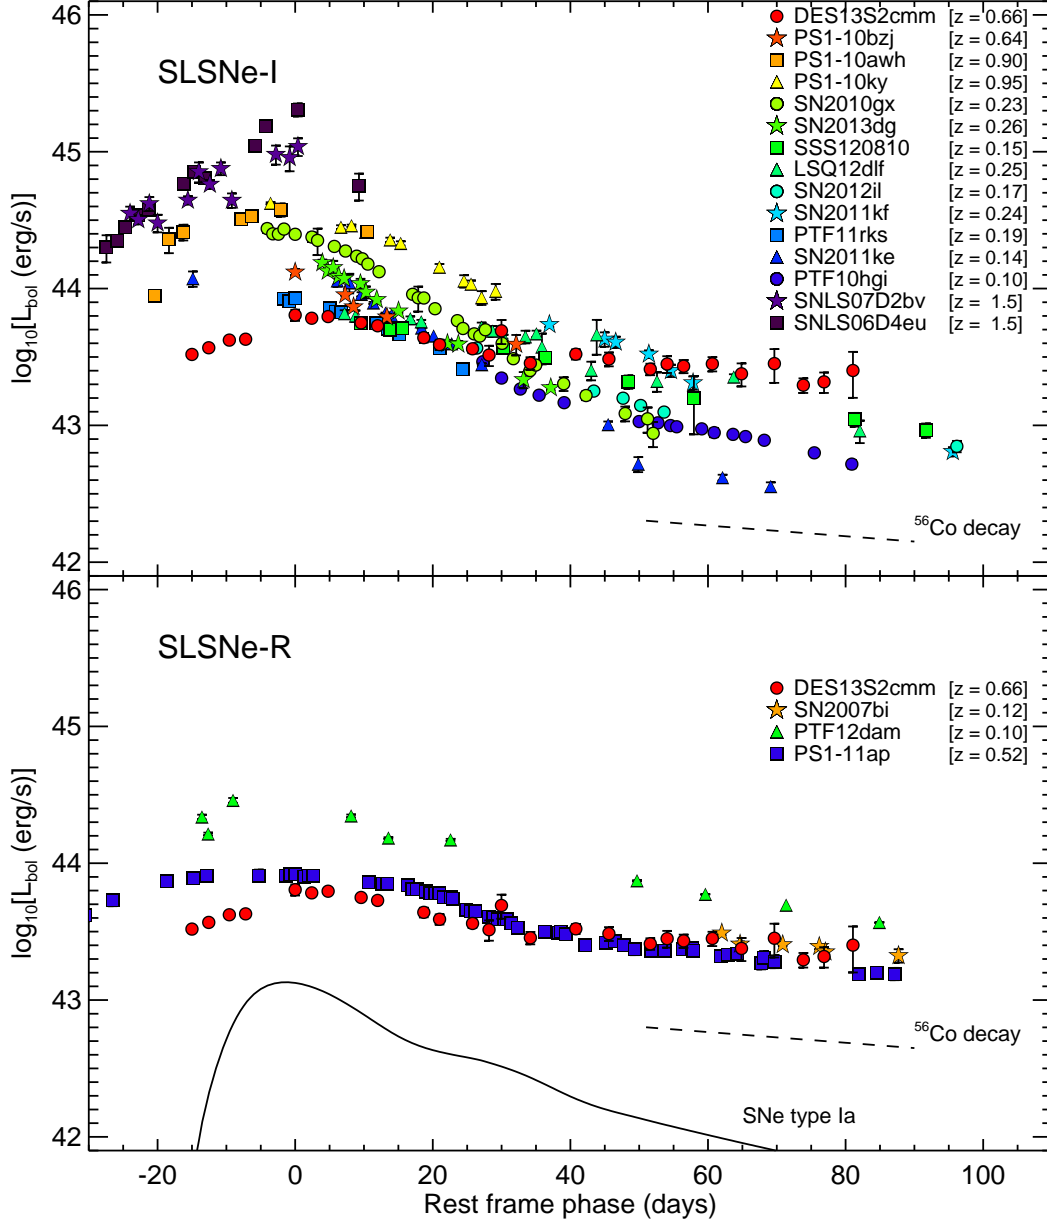 SLSNe-I
DES13S2cmm [z = 0.66]
PS1-10bzj [z = 0.64]
PS1-10awh [z = 0.90]
PS1-10ky [z = 0.95]
SN2010gx [z = 0.23]
SN2013dg [z = 0.26]
SSS120810 [z = 0.15]
LSQ12dlf [z = 0.25]
SN2012il [z = 0.17]
SN2011kf [z = 0.24]
PTF11rks [z = 0.19]
SN2011ke [z = 0.14]
PTF10hgi [z = 0.10]
SNLS07D2bv [z = 1.5]
SNLS06D4eu [z = 1.5]
46
45
44
43
42
log₁₀[L_bol (erg/s)]
⁵⁶Co decay
SLSNe-R
DES13S2cmm [z = 0.66]
SN2007bi [z = 0.12]
PTF12dam [z = 0.10]
PS1-11ap [z = 0.52]
46
45
44
43
42
log₁₀[L_bol (erg/s)]
⁵⁶Co decay
SNe type Ia
-20 0 20 40 60 80 100
Rest frame phase (days)